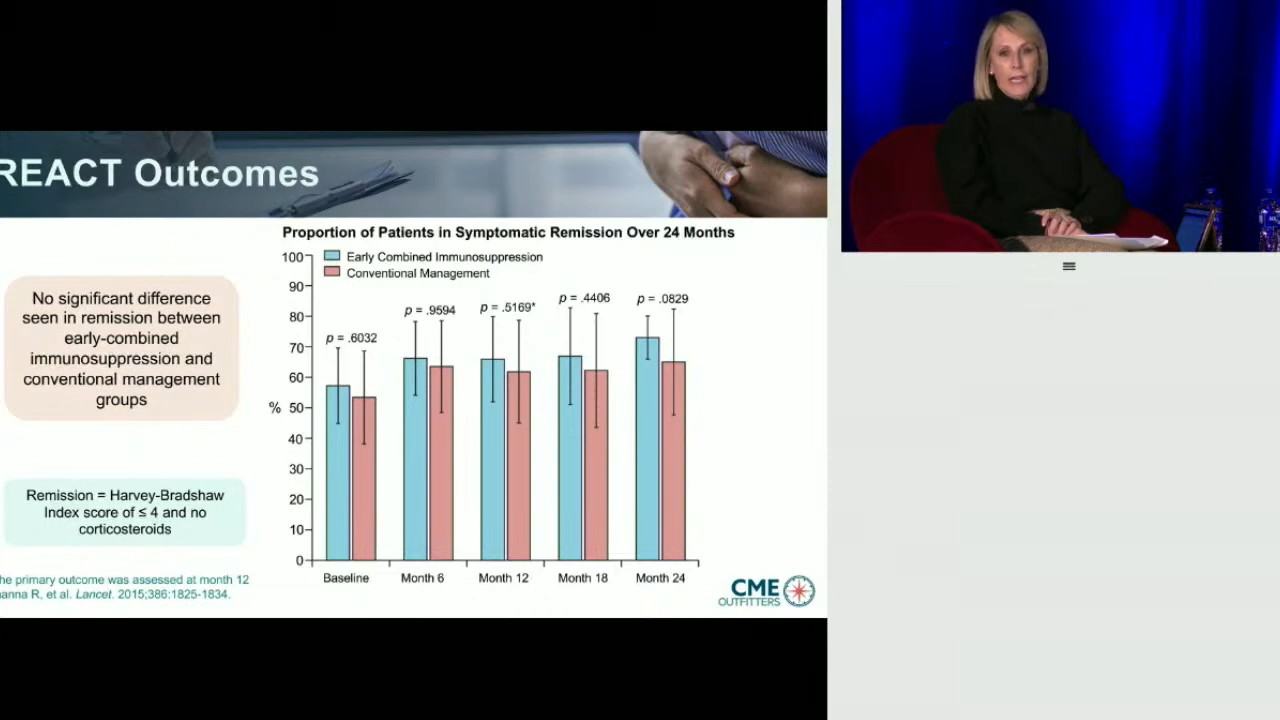 REACT Outcomes
No significant difference
seen in remission between
early-combined
immunosuppression and
conventional management
groups
Remission = Harvey-Bradshaw
Index score of ≤ 4 and no
corticosteroids
he primary outcome was assessed at month 12
anna R, et al. Lancet. 2015;386:1825-1834.
Proportion of Patients in Symptomatic Remission Over 24 Months
Early Combined Immunosuppression
Conventional Management
100
90
80
70
60
50
40
30
20
10
0
%
p = .6032
p = .9594
p = .5169*
p = .4406
p = .0829
Baseline
Month 6
Month 12
Month 18
Month 24
CME
OUTFITTERS